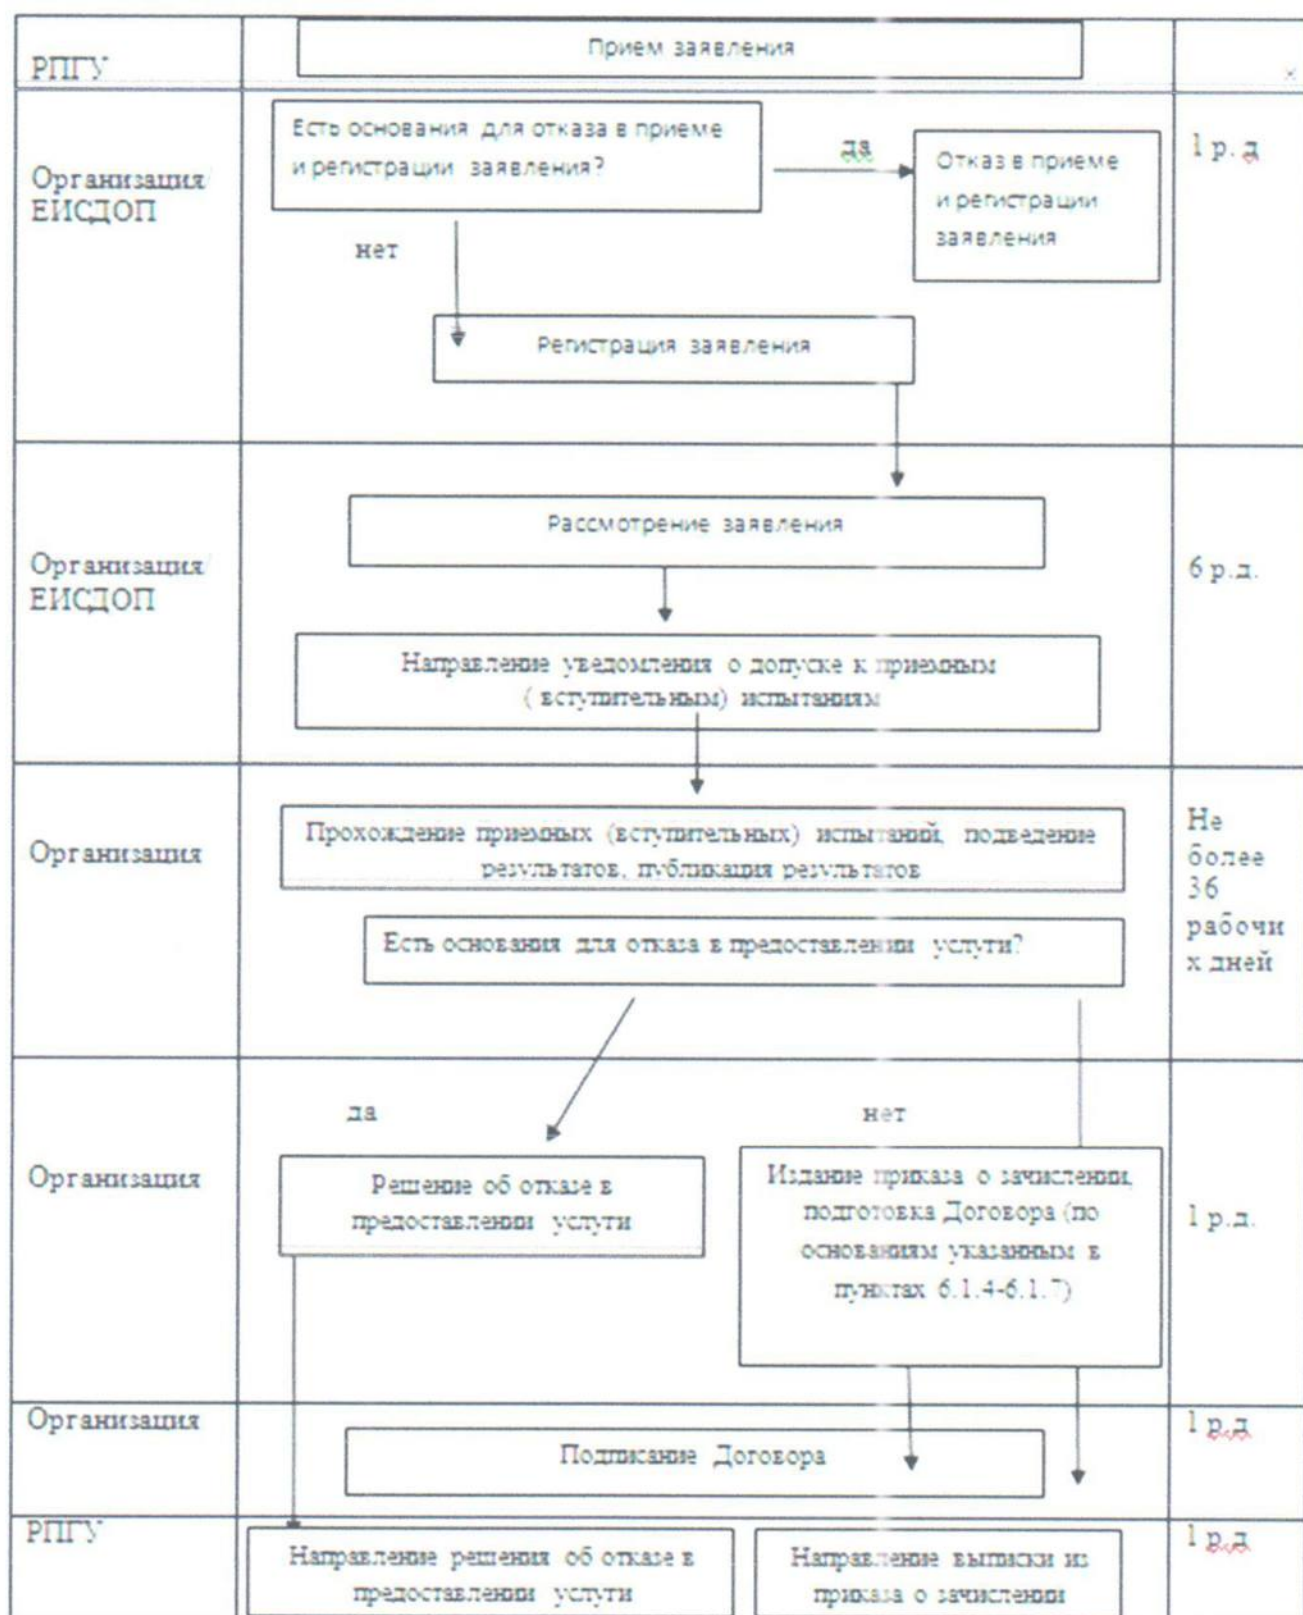 РПГУ
Прием заявления
Организация/
ЕИСДОП
Есть основания для отказа в приеме
и регистрации заявления?
да
Отказ в приеме
и регистрации
заявления
1 р. д
нет
Регистрация заявления
Рассмотрение заявления
Организация/
ЕИСДОП
6 р.д.
Направление уведомления о допуске к приемным
( вступительным) испытаниям
Организация
Прохождение приемных (вступительных) испытаний, подведение
результатов, публикация результатов
Есть основания для отказа в предоставлении услуги?
Не
более
36
рабочи
х дней
да
нет
Организация
Решение об отказе в
предоставлении услуги
Издание приказа о зачислении,
подготовка Договора (по
основаниям указанным в
пунктах 6.1.4-6.1.7)
1 р.д.
Организация
Подписание Договора
1 р.д
РПГУ
Направление решения об отказе в
предоставлении услуги
Направление выписки из
приказа о зачислении
1 р.д